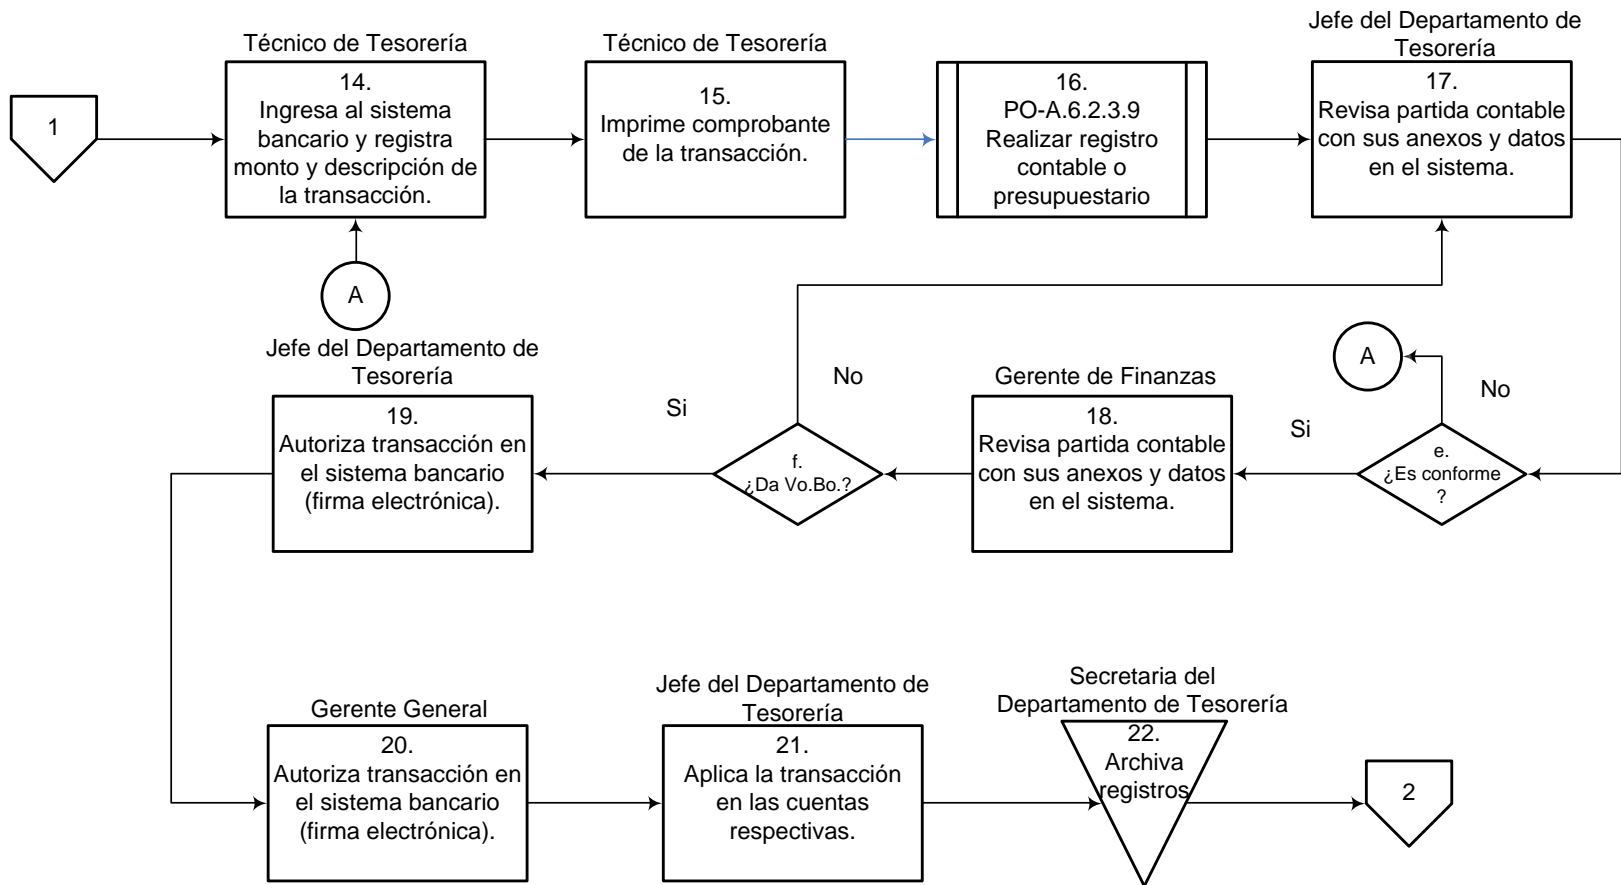 1
Técnico de Tesorería
14.
Ingresa al sistema
bancario y registra
monto y descripción de
la transacción.
A
Técnico de Tesorería
15.
Imprime comprobante
de la transacción.
16.
PO-A.6.2.3.9
Realizar registro
contable o
presupuestario
Jefe del Departamento de
Tesorería
17.
Revisa partida contable
con sus anexos y datos
en el sistema.
e.
¿Es conforme
?
No
A
Si
Gerente de Finanzas
18.
Revisa partida contable
con sus anexos y datos
en el sistema.
f.
¿Da Vo.Bo.?
No
Si
Jefe del Departamento de
Tesorería
19.
Autoriza transacción en
el sistema bancario
(firma electrónica).
Gerente General
20.
Autoriza transacción en
el sistema bancario
(firma electrónica).
Jefe del Departamento de
Tesorería
21.
Aplica la transacción
en las cuentas
respectivas.
Secretaria del
Departamento de Tesorería
22.
Archiva
registros
2